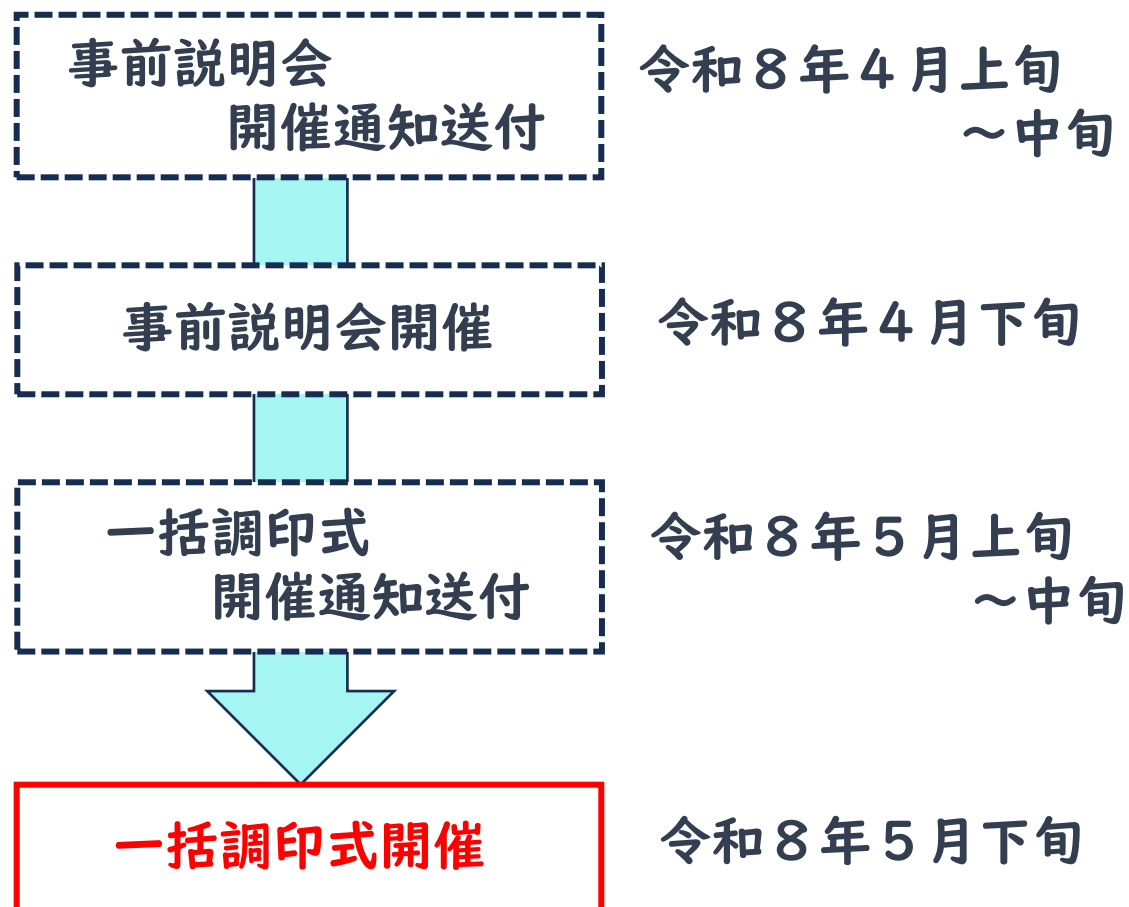 事前説明会
開催通知送付
令和８年４月上旬
～中旬
事前説明会開催
令和８年４月下旬
一括調印式
開催通知送付
令和８年５月上旬
～中旬
一括調印式開催
令和８年５月下旬